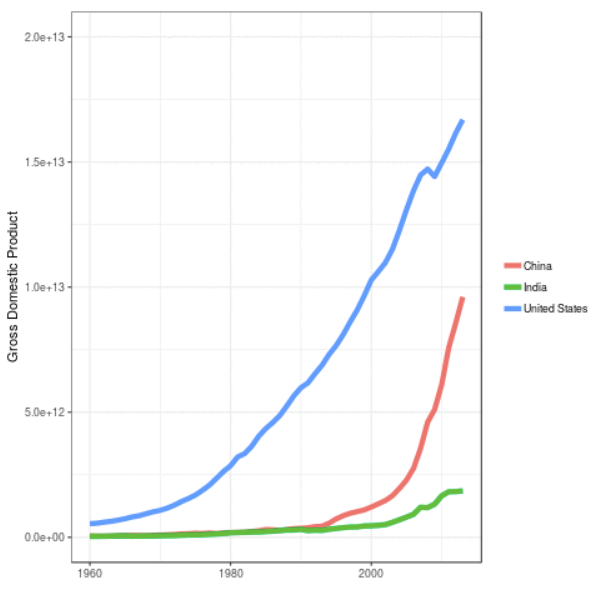 2.0e+13
1.5e+13
1.0e+13
5.0e+12
0.0e+00
Gross Domestic Product
1960 1980 2000
China
India
United States